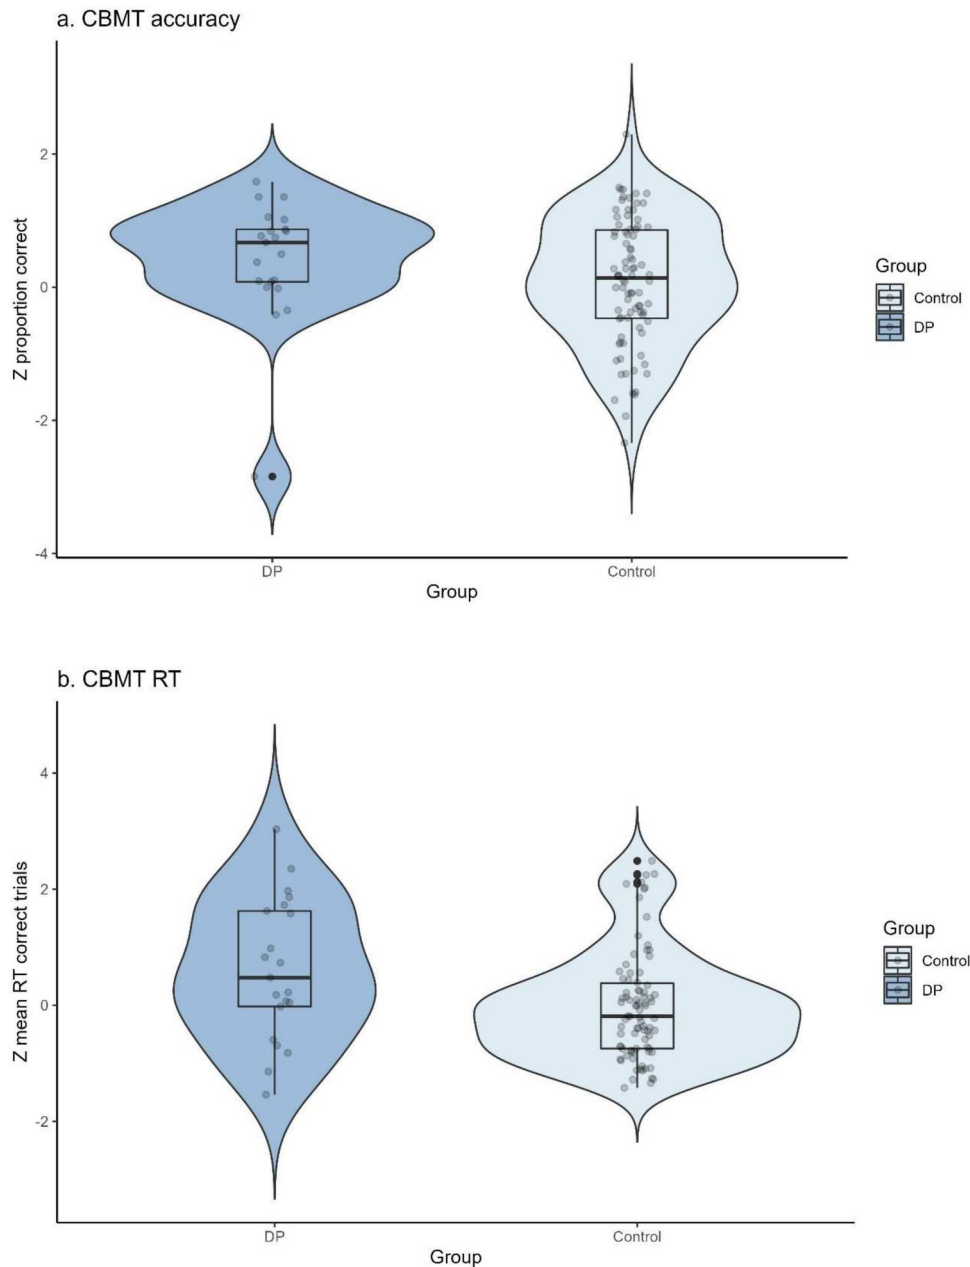 a. CBMT accuracy
Z proportion correct
2
0
-2
-4
DP
Control
Group
Group
Control
DP
b. CBMT RT
Z mean RT correct trials
4
2
0
-2
DP
Control
Group
Group
Control
DP